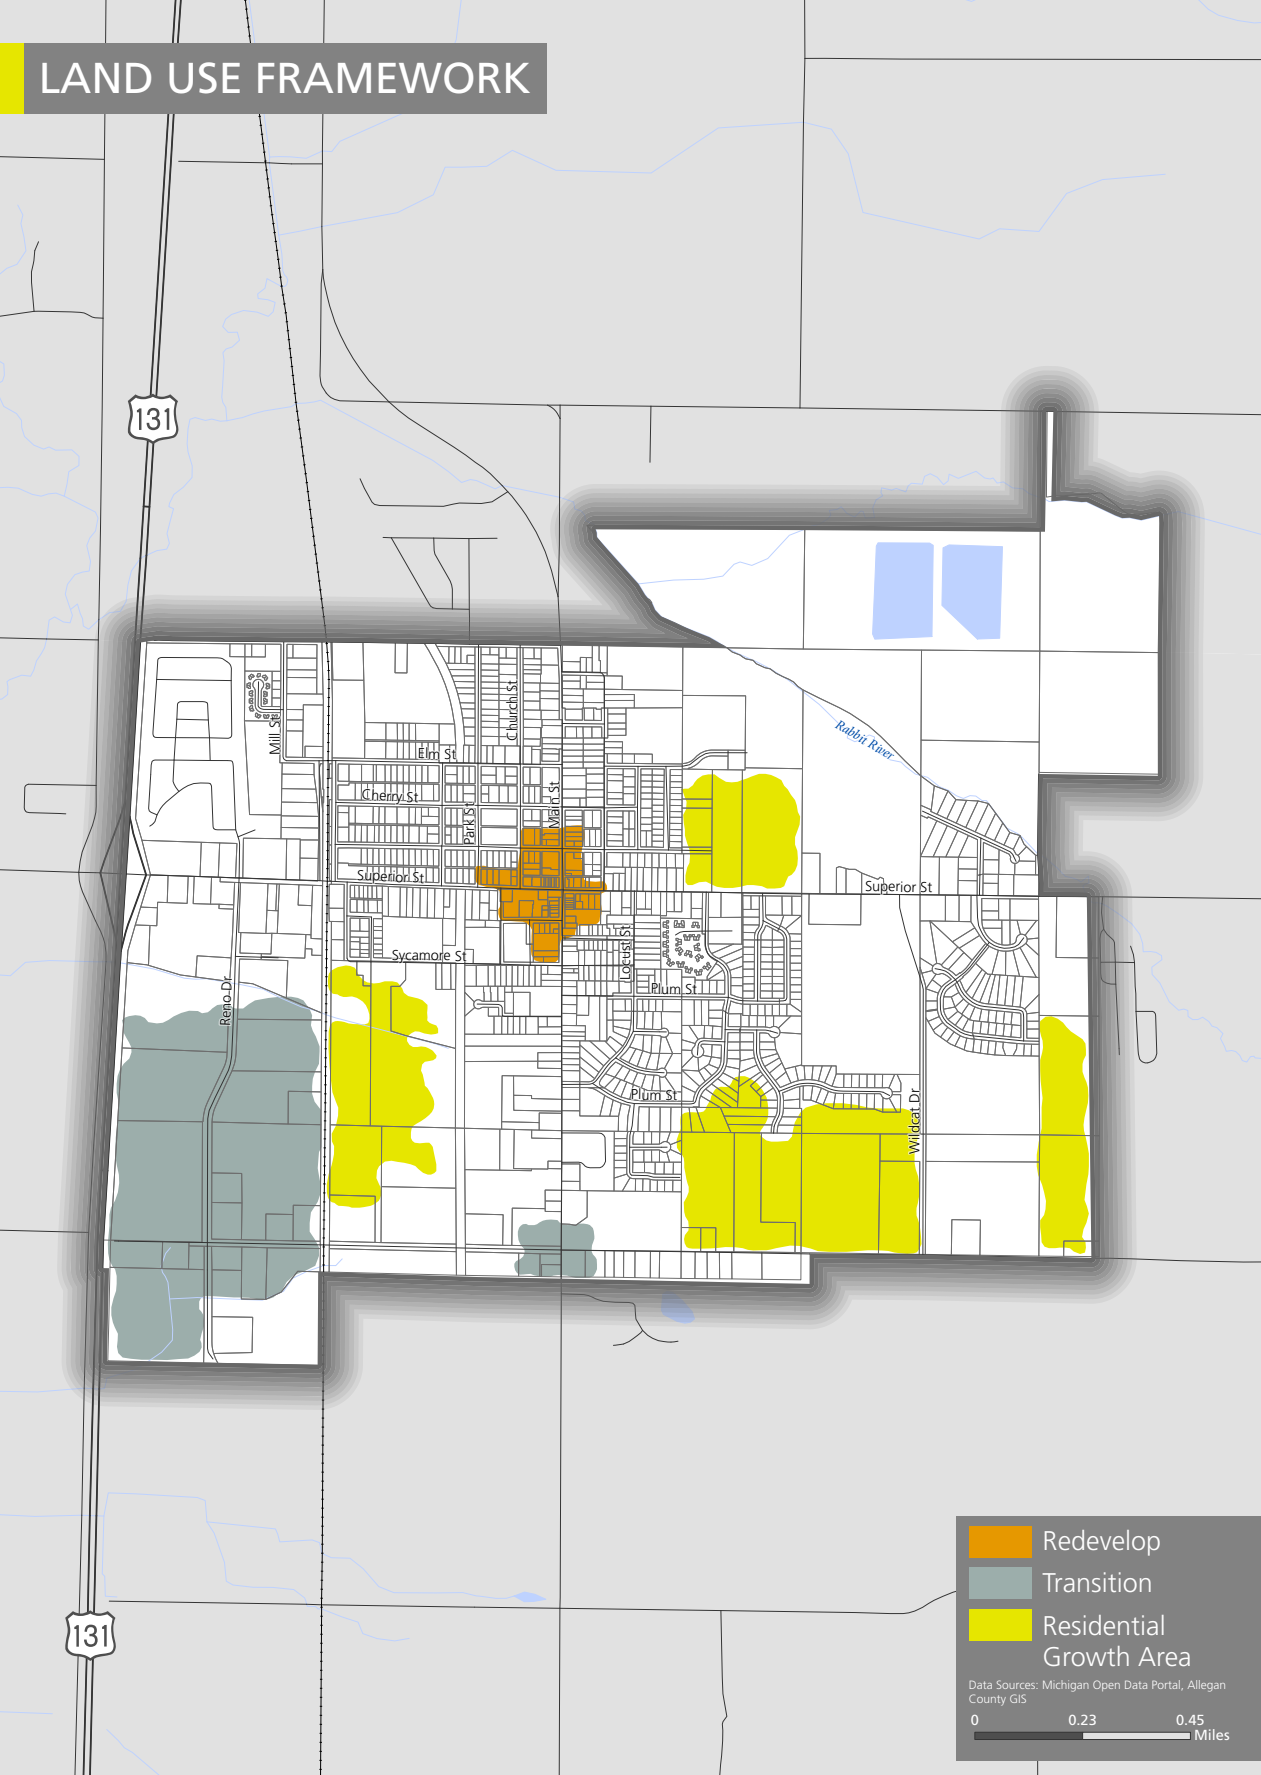 LAND USE FRAMEWORK
131
Church St
Mill St
Elm St
Rabbit River
Cherry St
Main St
Park St
Superior St
Superior St
Locust St
Sycamore St
Reno Dr
Plum St
Plum St
Wildcat Dr
131
Redevelop
Transition
Residential
Growth Area
Data Sources: Michigan Open Data Portal, Allegan
County GIS
0 0.23 0.45
Miles